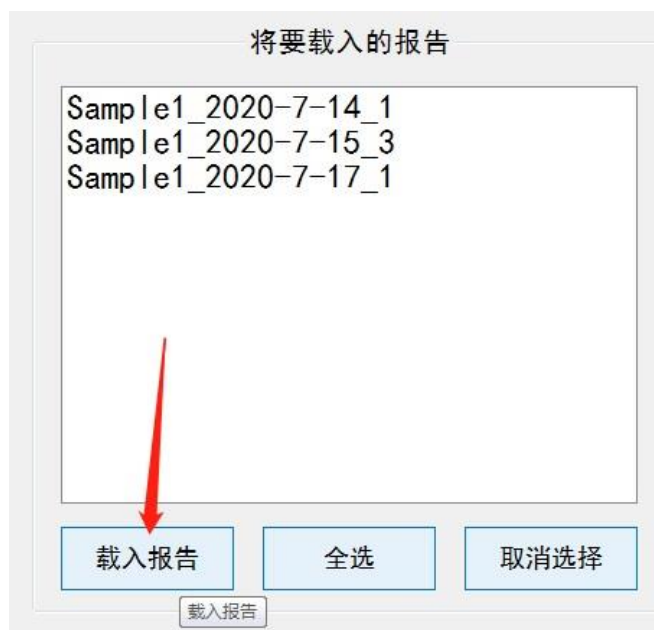 将要载入的报告
Sample1_2020-7-14_1
Sample1_2020-7-15_3
Sample1_2020-7-17_1
载入报告
全选
取消选择
载入报告